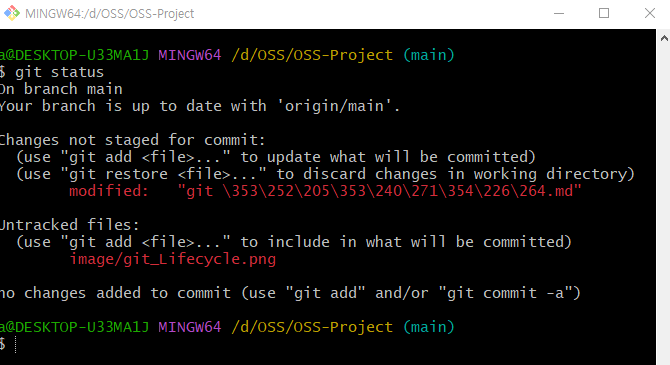 MINGW64:/d/OSS/OSS-Project
a@DESKTOP-U33MA1J MINGW64 /d/OSS/OSS-Project (main)
$ git status
On branch main
Your branch is up to date with 'origin/main'.
Changes not staged for commit:
(use "git add <file>..." to update what will be committed)
(use "git restore <file>..." to discard changes in working directory)
modified: "git \353\252\205\353\240\271\354\226\264.md"
Untracked files:
(use "git add <file>..." to include in what will be committed)
image/git_Lifecycle.png
no changes added to commit (use "git add" and/or "git commit -a")
a@DESKTOP-U33MA1J MINGW64 /d/OSS/OSS-Project (main)
$